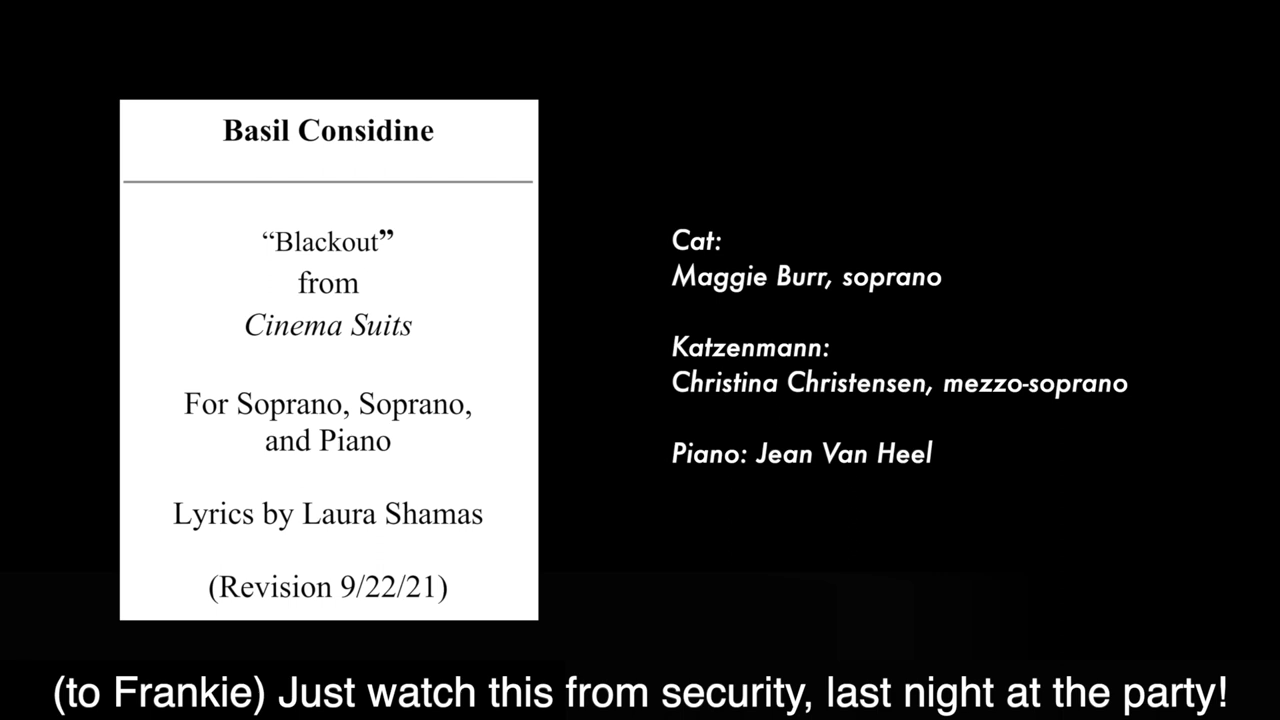 Basil Considine
“Blackout”
from
Cinema Suits
For Soprano, Soprano,
and Piano
Lyrics by Laura Shamas
(Revision 9/22/21)
Cat:
Maggie Burr, soprano
Katzenmann:
Christina Christensen, mezzo-soprano
Piano: Jean Van Heel
(to Frankie) Just watch this from security, last night at the party!